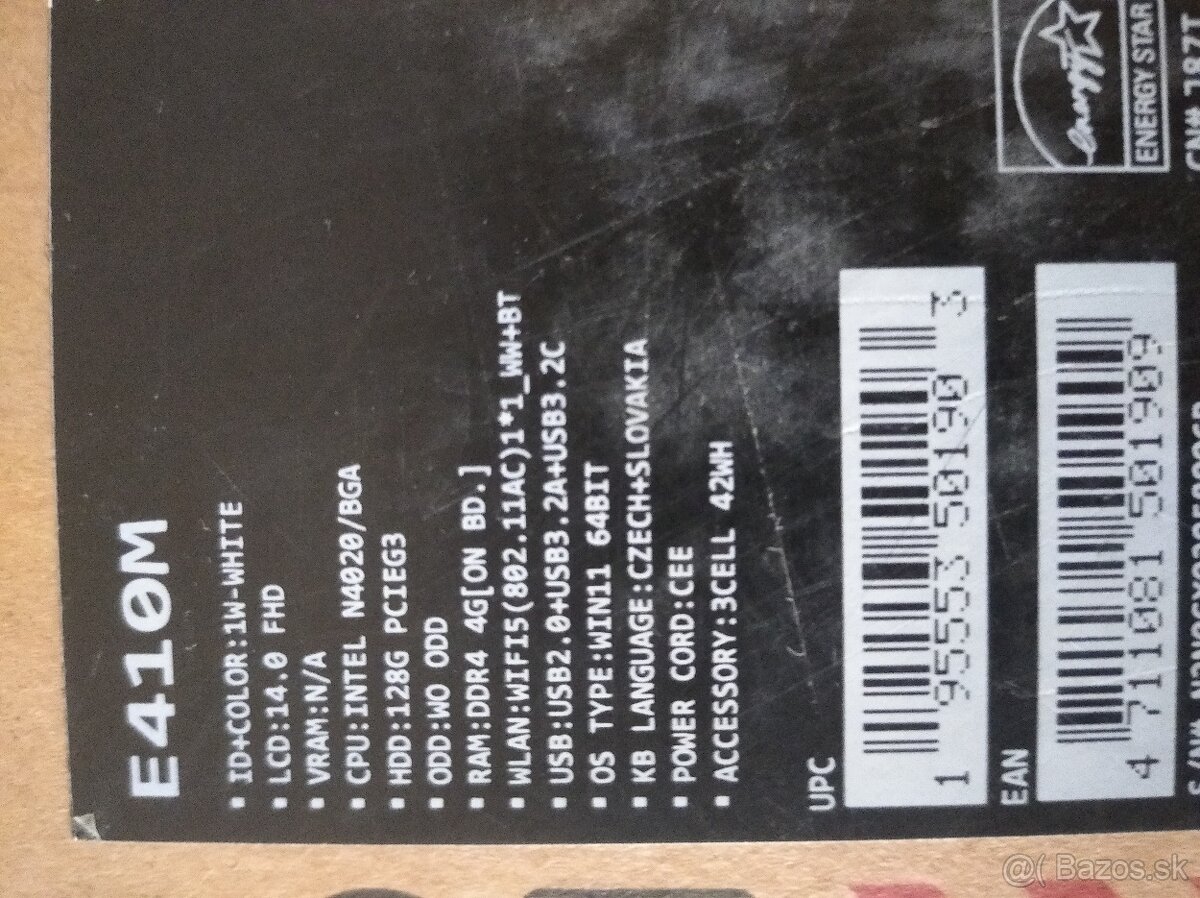 E410M
▪ ID+COLOR:1W-WHITE
▪ LCD:14.0 FHD
▪ VRAM:N/A
▪ CPU:INTEL N4020/BGA
▪ HDD:128G PCIEG3
▪ ODD:WO ODD
▪ RAM:DDR4 4G[ON BD.]
▪ WLAN:WIFI5(802.11AC)1*1_WW+BT
▪ USB:USB2.0+USB3.2A+USB3.2C
▪ OS TYPE:WIN11 64BIT
▪ KB LANGUAGE:CZECH+SLOVAKIA
▪ POWER CORD:CEE
▪ ACCESSORY:3CELL 42WH
UPC
1 95553 50190 3
EAN
4 711081 501909
energy
ENERGY STAR
@( Bazos.sk